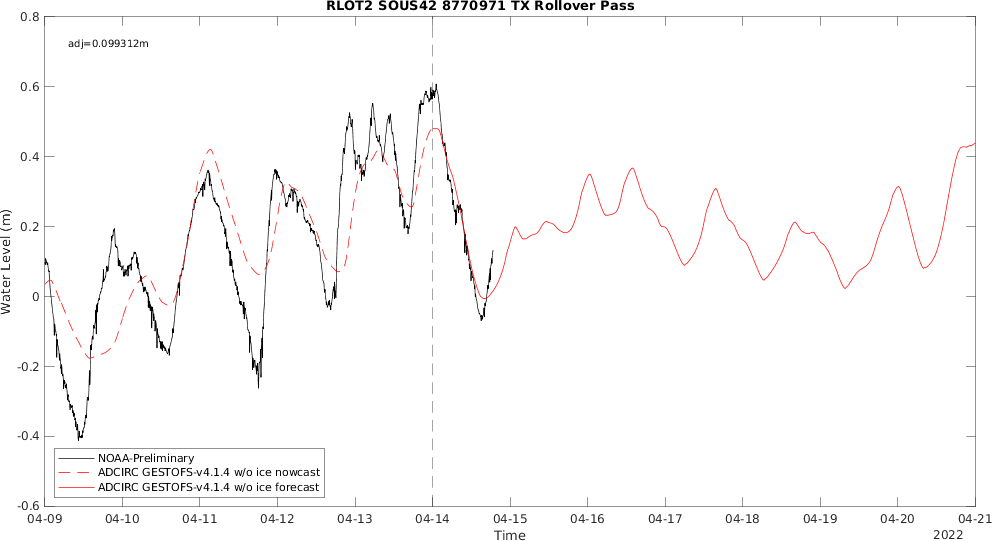 RLOT2 SOUS42 8770971 TX Rollover Pass
adj=0.099312m
0.8
0.6
0.4
0.2
0
-0.2
-0.4
-0.6
Water Level (m)
NOAA-Preliminary
ADCIRC GESTOFS-v4.1.4 w/o ice nowcast
ADCIRC GESTOFS-v4.1.4 w/o ice forecast
04-09 04-10 04-11 04-12 04-13 04-14 04-15 04-16 04-17 04-18 04-19 04-20 04-21
Time
2022